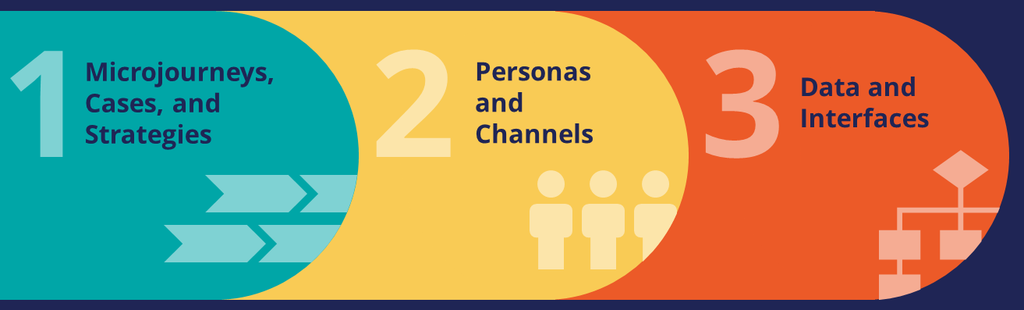 1
Microjourneys,
Cases, and
Strategies
2
Personas
and
Channels
3
Data and
Interfaces